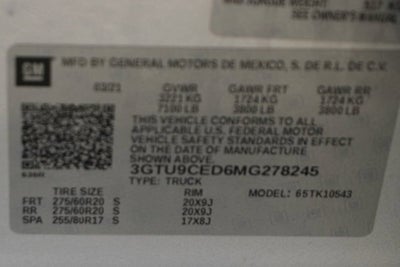 SEE OWNER'S MANUAL
GM
MFD BY GENERAL MOTORS DE MEXICO, S. DE R.L. DE C.V.
03/21 GVWR GAWR FRT GAWR RR
3221 KG 1724 KG 1724 KG
7100 LB 3800 LB 3800 LB
THIS VEHICLE CONFORMS TO ALL APPLICABLE
U.S. FEDERAL MOTOR
VEHICLE SAFETY STANDARDS IN EFFECT
ON THE DATE OF MANUFACTURE SHOWN ABOVE.
3GTU9CED6MG278245
TYPE: TRUCK MODEL: 65TK10543
TIRE SIZE RIM
FRT 275/60R20 S 20X9J
RR 275/60R20 S 20X9J
SPA 255/80R17 S 17X8J